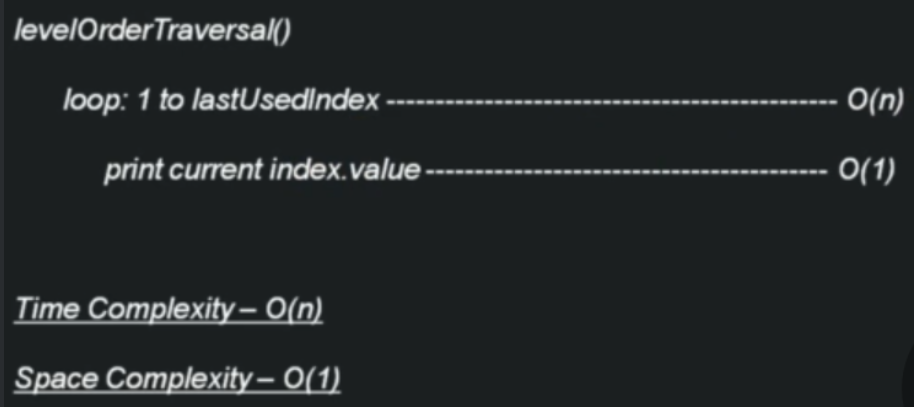 levelOrderTraversal()
loop: 1 to lastUsedIndex ---------------------------------------------- O(n)
print current index.value ----------------------------------------- O(1)
Time Complexity – O(n)
Space Complexity – O(1)